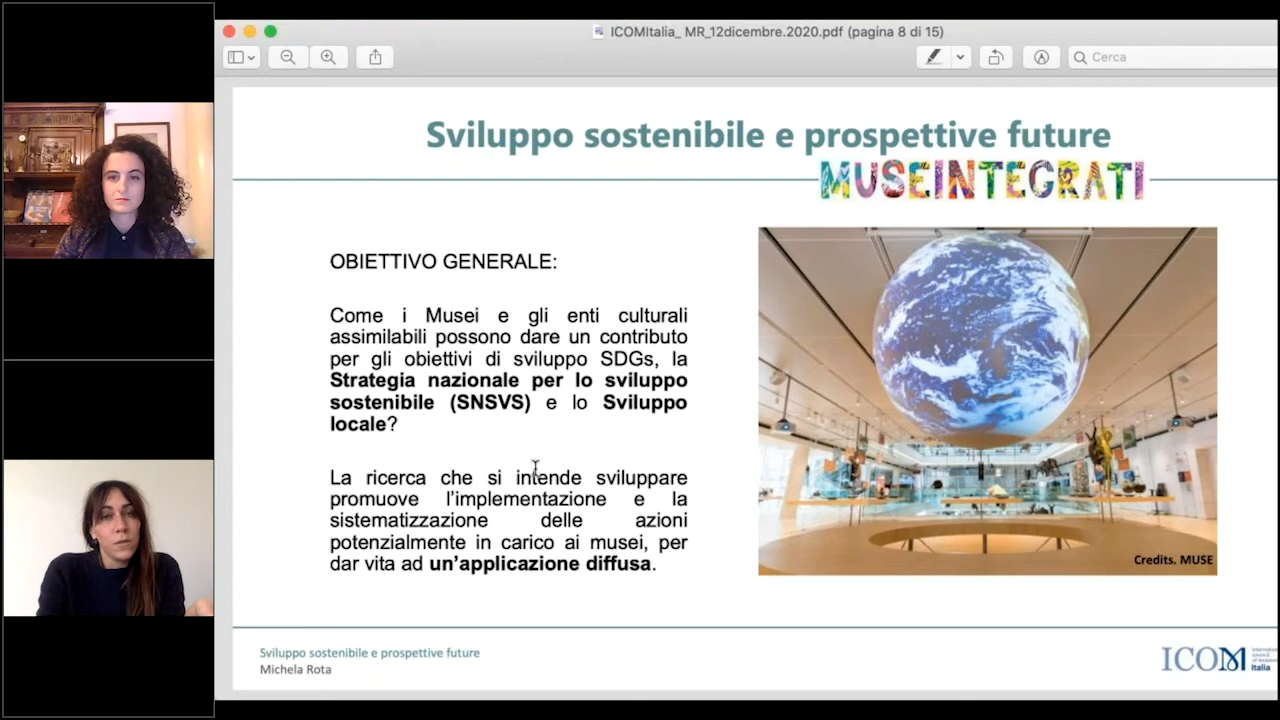 ICOMItalia_ MR_12dicembre.2020.pdf (pagina 8 di 15)
Cerca
Sviluppo sostenibile e prospettive future
MUSEINTEGRATI
OBIETTIVO GENERALE:
Come i Musei e gli enti culturali
assimilabili possono dare un contributo
per gli obiettivi di sviluppo SDGs, la
Strategia nazionale per lo sviluppo
sostenibile (SNSVS) e lo Sviluppo
locale?
La ricerca che si intende sviluppare
promuove l'implementazione e la
sistematizzazione delle azioni
potenzialmente in carico ai musei, per
dar vita ad un'applicazione diffusa.
Credits. MUSE
Sviluppo sostenibile e prospettive future
Michela Rota
ICOM
Italia